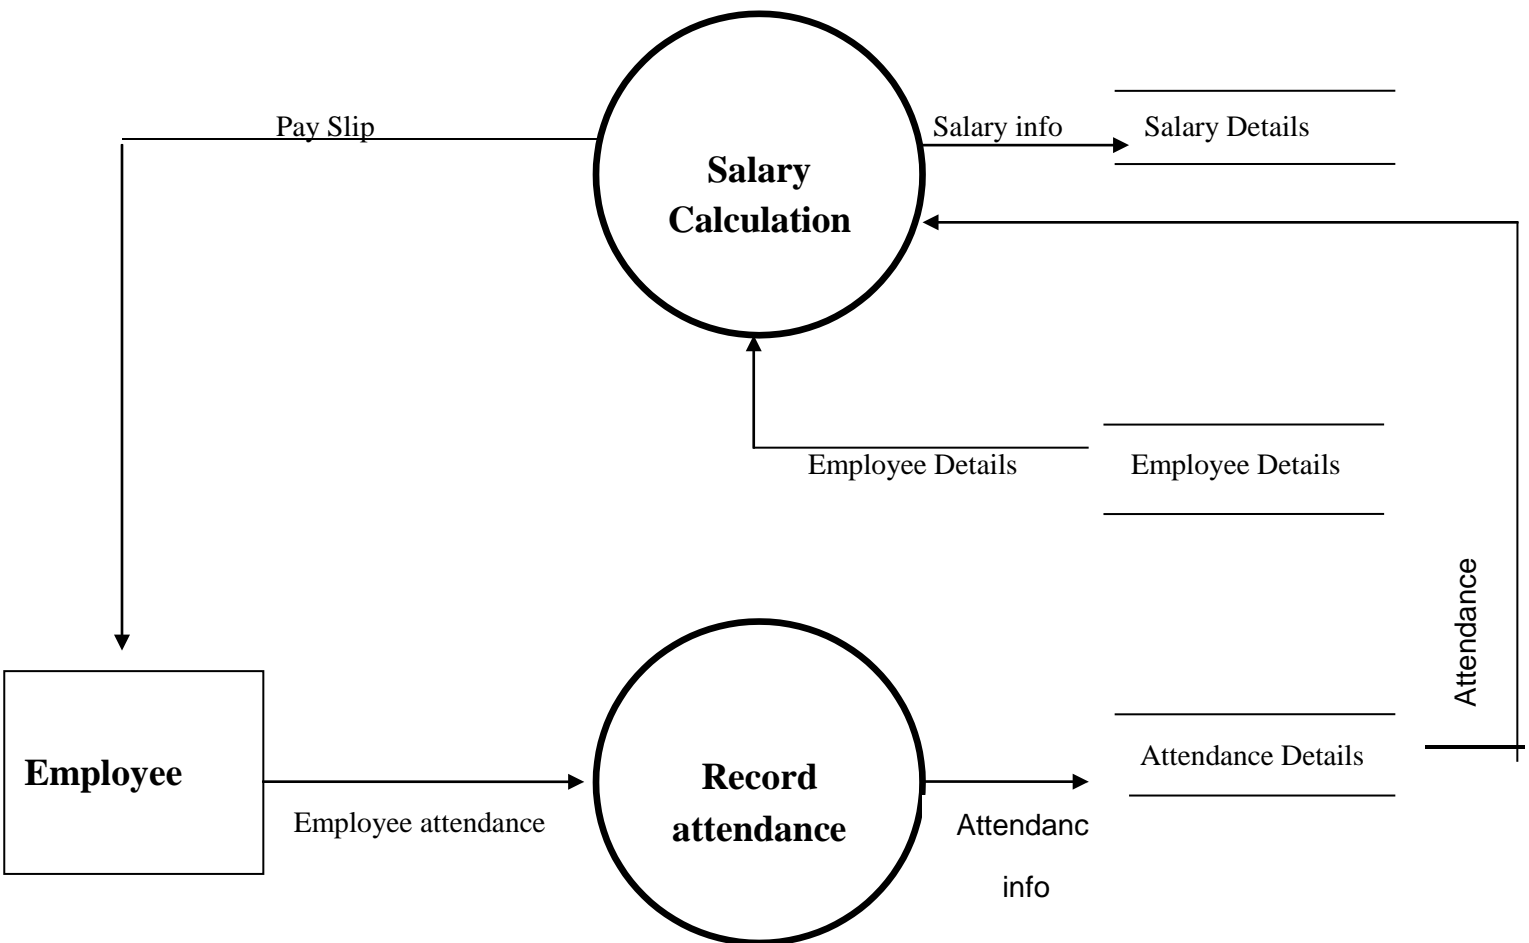 Pay Slip
Salary info
Salary Details
Salary
Calculation
Employee Details
Employee Details
Attendance
Employee
Employee attendance
Record
attendance
Attendanc
info
Attendance Details